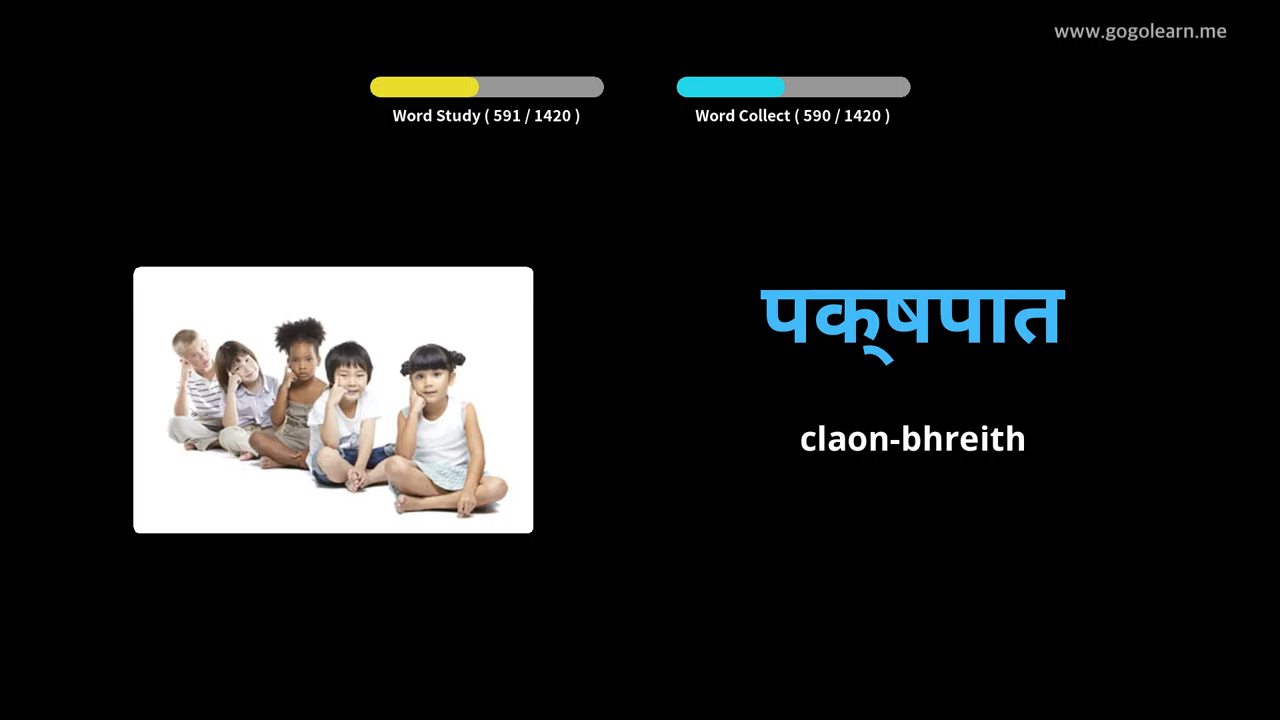 www.gogolearn.me
Word Study ( 591 / 1420 )
Word Collect ( 590 / 1420 )
पक्षपात
claon-bhreith